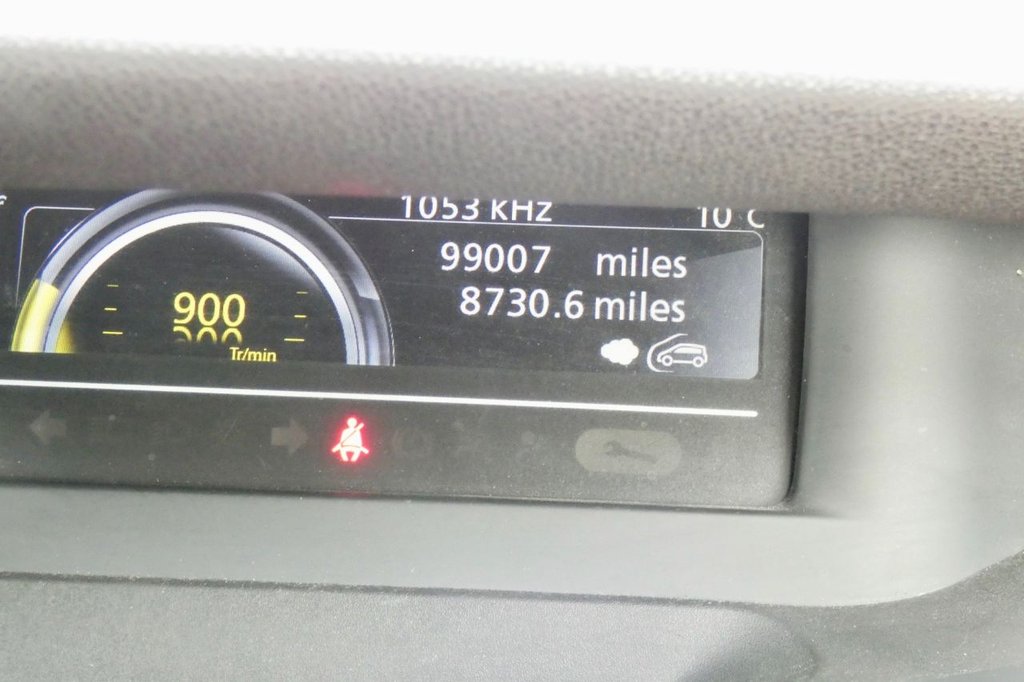 1053 KHz 10°C
99007 miles
8730.6 miles
900
Tr/min